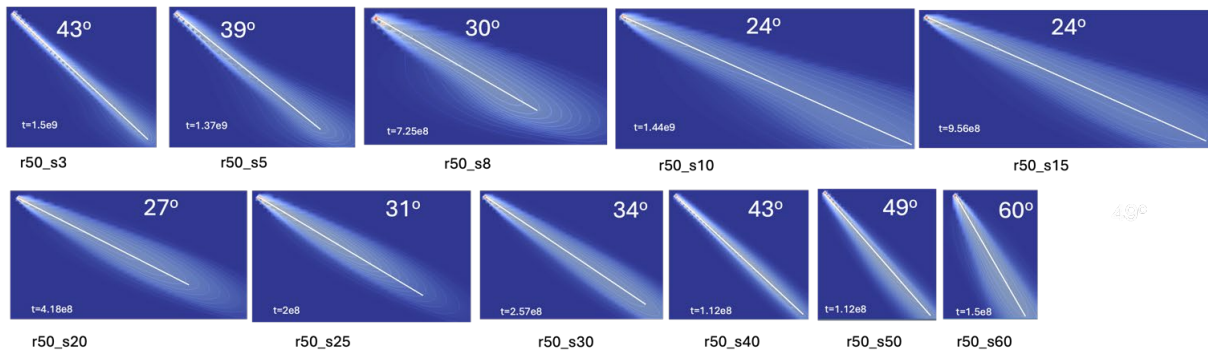 43º
39º
30º
24º
24º
t=1.5e9
t=1.37e9
t=7.25e8
t=1.44e9
t=9.56e8
r50_s3
r50_s5
r50_s8
r50_s10
r50_s15
27º
31º
34º
43º
49º
60º
49º
t=4.18e8
t=2e8
t=2.57e8
t=1.12e8
t=1.12e8
t=1.5e8
r50_s20
r50_s25
r50_s30
r50_s40
r50_s50
r50_s60